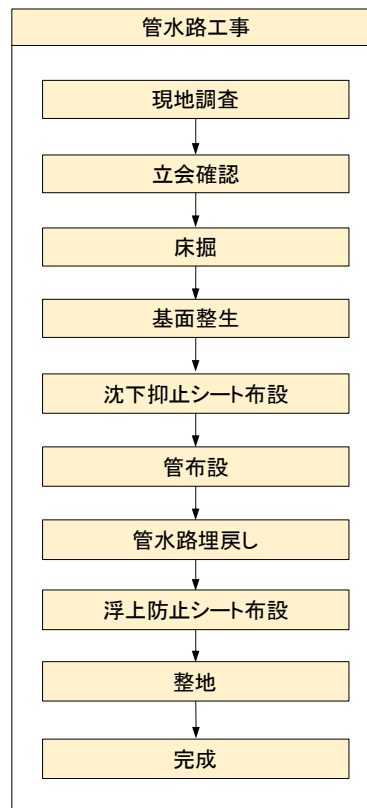 管水路工事
現地調査
立会確認
床掘
基面整生
沈下抑止シート布設
管布設
管水路埋戻し
浮上防止シート布設
整地
完成